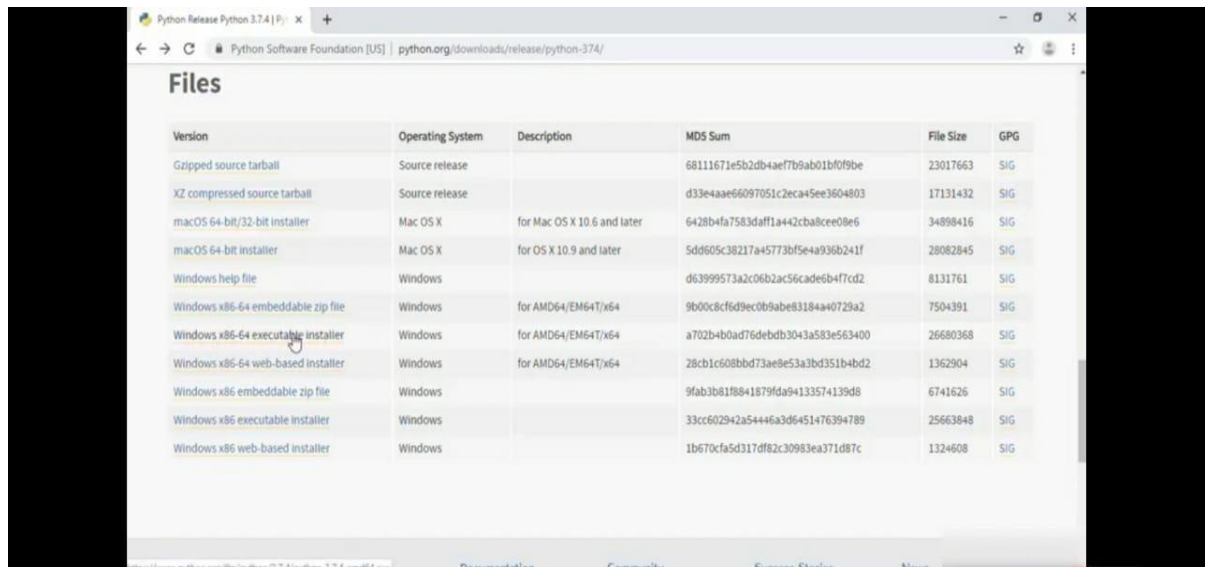 Python Release Python 3.7.4 | Py
Python Software Foundation [US] | python.org/downloads/release/python-374/
Files
Version Operating System Description MD5 Sum File Size GPG
Gzipped source tarball Source release 68111671e5b2db4aef7b9ab01bf0f9be 23017663 SIG
XZ compressed source tarball Source release d33e4aae66097051c2eca45ee3604803 17131432 SIG
macOS 64-bit/32-bit installer Mac OS X for Mac OS X 10.6 and later 6428b4fa7583daff1a442cba8cee08e6 34898416 SIG
macOS 64-bit installer Mac OS X for OS X 10.9 and later 5dd605c38217a45773bf5e4a936b241f 28082845 SIG
Windows help file Windows d63999573a2c06b2ac56cade6b4f7cd2 8131761 SIG
Windows x86-64 embeddable zip file Windows for AMD64/EM64T/x64 9b00c8cf6d9ec0b9abe83184a40729a2 7504391 SIG
Windows x86-64 executable installer Windows for AMD64/EM64T/x64 a702b4b0ad76debdb3043a583e563400 26680368 SIG
Windows x86-64 web-based installer Windows for AMD64/EM64T/x64 28cb1c608bbd73ae8e53a3bd351b4bd2 1362904 SIG
Windows x86 embeddable zip file Windows 9fab3b81f8841879fda94133574139d8 6741626 SIG
Windows x86 executable installer Windows 33cc602942a54446a3d6451476394789 25663848 SIG
Windows x86 web-based installer Windows 1b670cfa5d317df82c30983ea371d87c 1324608 SIG
Documentation Community Success Stories News